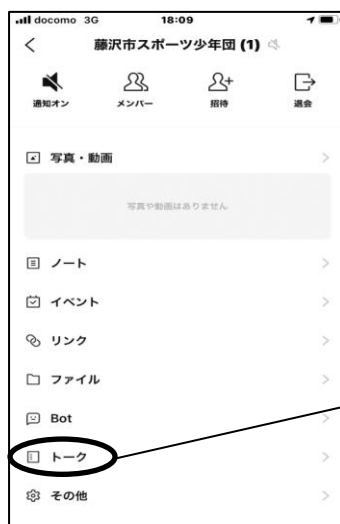 docomo 3G 18:09
藤沢市スポーツ少年団 (1)
通知オン メンバー 招待 退会
写真・動画
写真や動画はありません
ノート
イベント
リンク
ファイル
Bot
トーク
その他